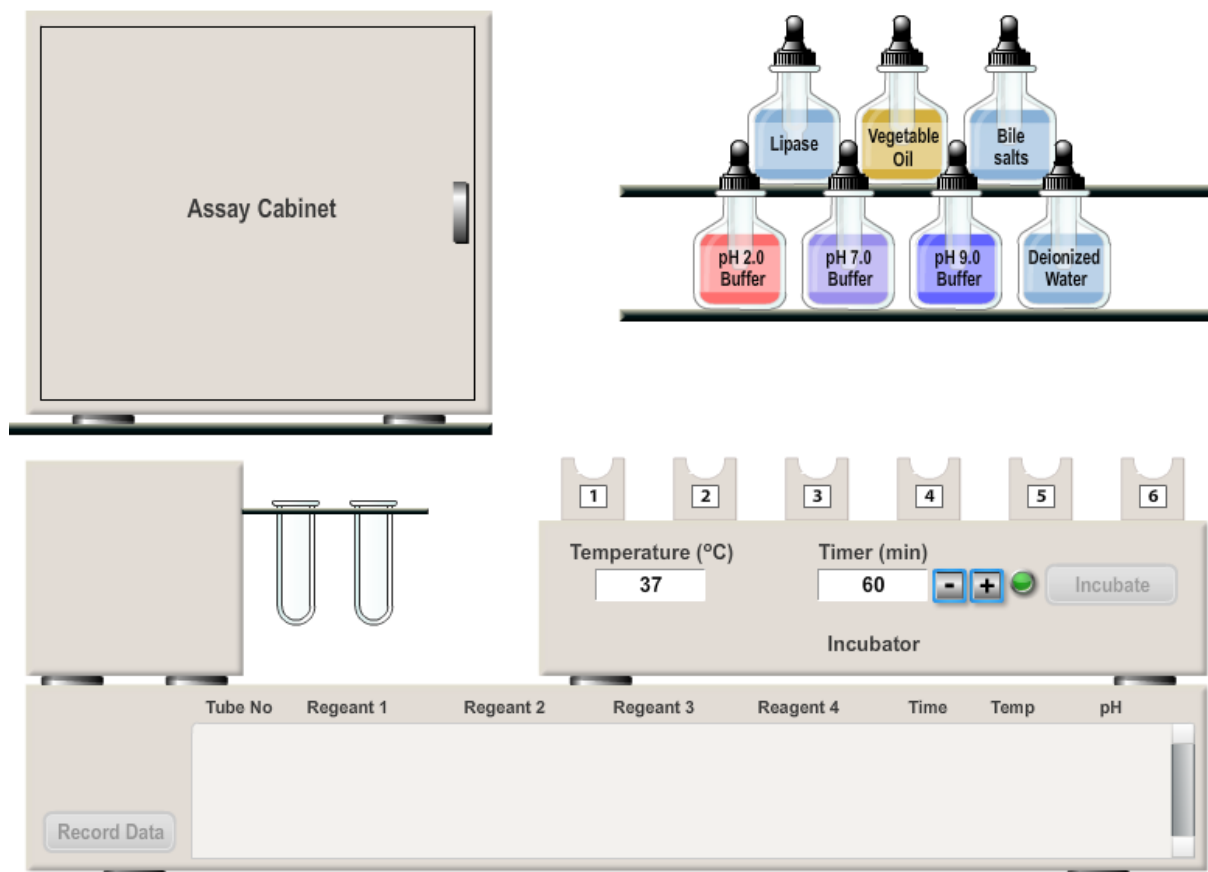 Assay Cabinet
Lipase
Vegetable
Oil
Bile
salts
pH 2.0
Buffer
pH 7.0
Buffer
pH 9.0
Buffer
Deionized
Water
1
2
3
4
5
6
Temperature (ºC)
Timer (min)
37
60
-
+
Incubate
Incubator
Tube No Regeant 1 Regeant 2 Regeant 3 Reagent 4 Time Temp pH
Record Data